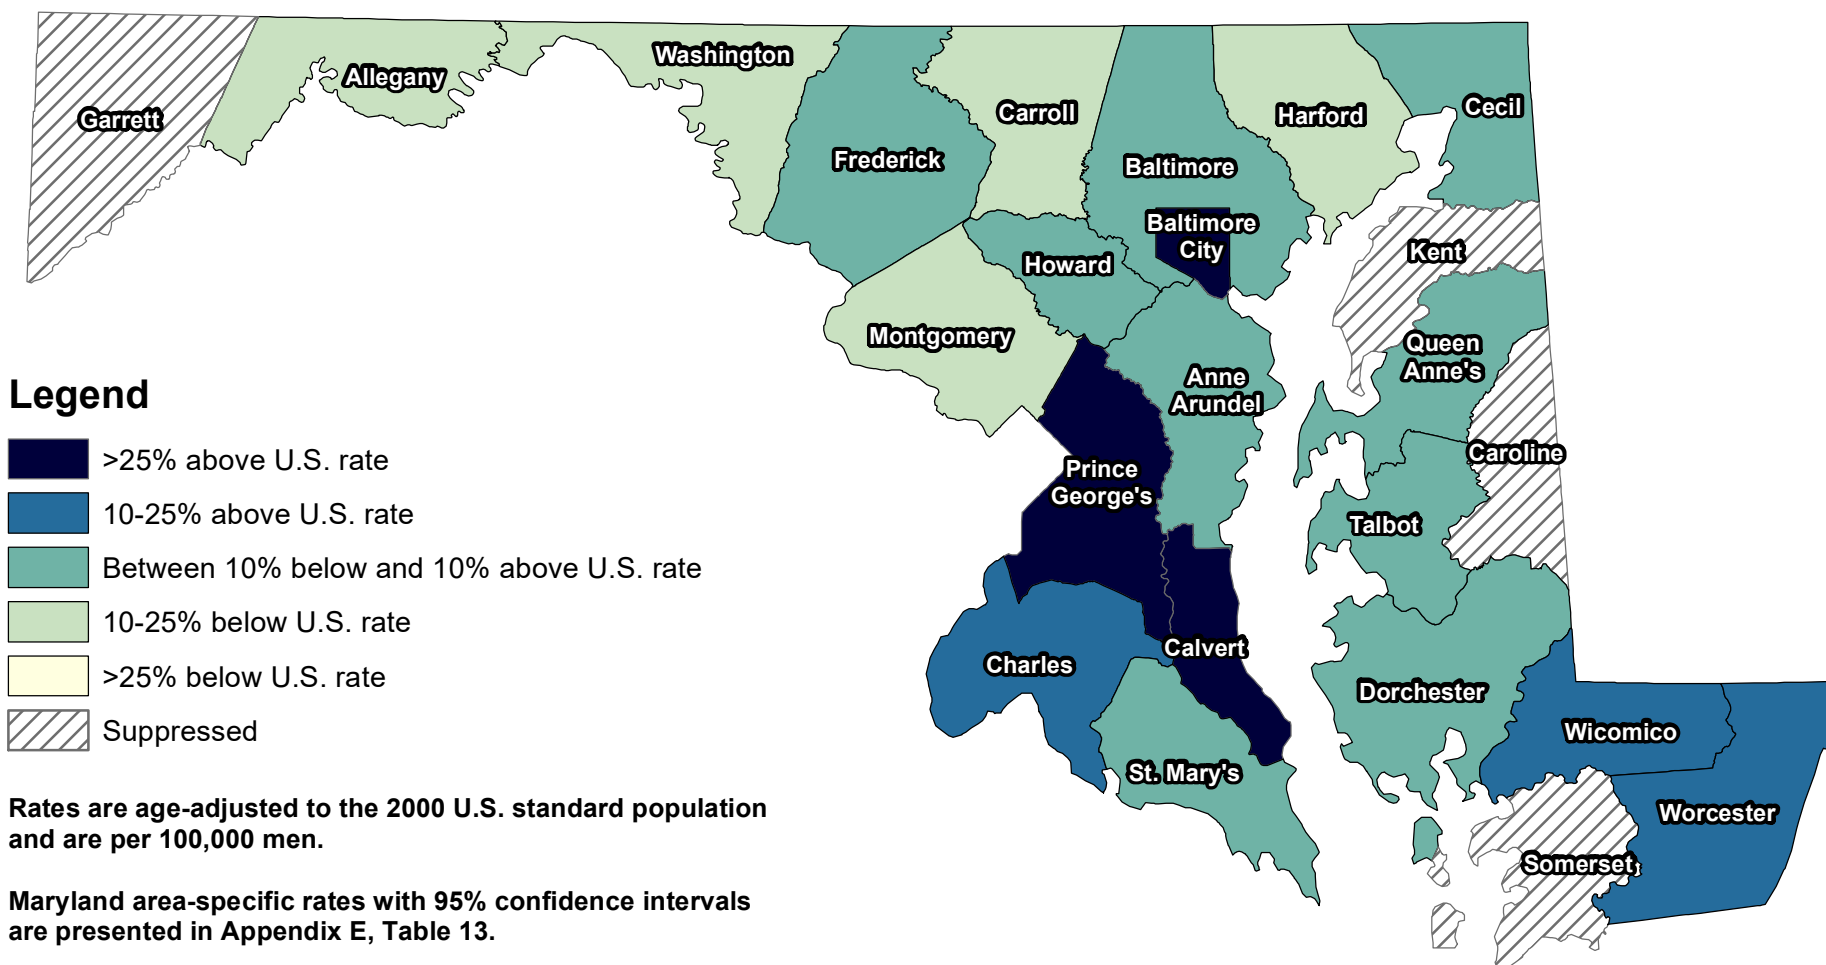 Garrett
Allegany
Washington
Frederick
Carroll
Baltimore
Harford
Cecil
Baltimore
City
Howard
Kent
Montgomery
Queen
Anne's
Anne
Arundel
Caroline
Prince
George's
Talbot
Calvert
Charles
Dorchester
St. Mary's
Wicomico
Worcester
Somerset
Legend
>25% above U.S. rate
10-25% above U.S. rate
Between 10% below and 10% above U.S. rate
10-25% below U.S. rate
>25% below U.S. rate
Suppressed
Rates are age-adjusted to the 2000 U.S. standard population
and are per 100,000 men.
Maryland area-specific rates with 95% confidence intervals
are presented in Appendix E, Table 13.